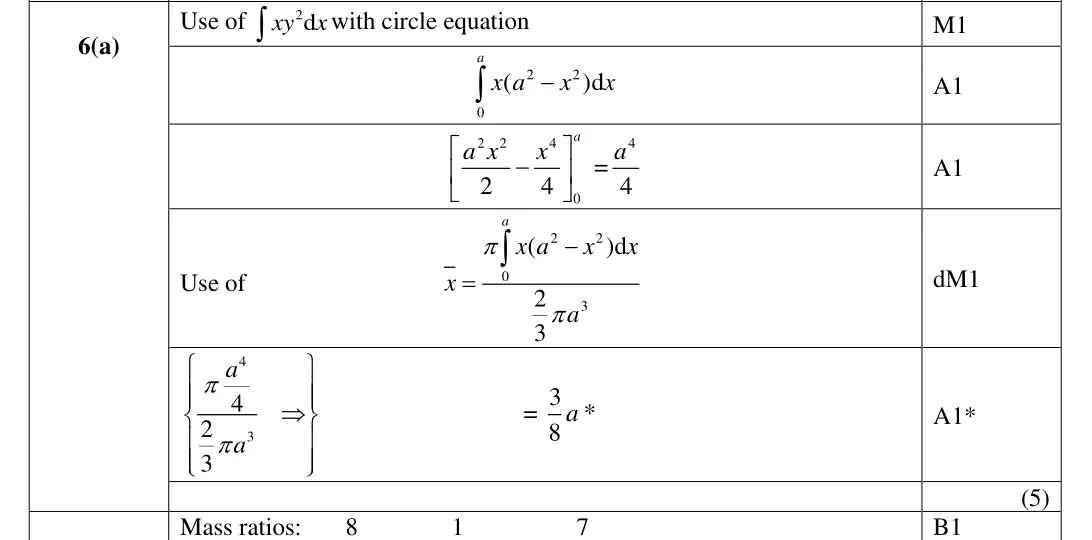 6(a)
Use of ∫xy²dx with circle equation M1
∫₀ᵃ x(a² − x²)dx A1
[a²x²/2 − x⁴/4]₀ᵃ = a⁴/4 A1
Use of x̄ = π∫₀ᵃ x(a² − x²)dx / (2/3 πa³) dM1
{π a⁴/4 / (2/3 πa³) ⇒} = 3/8 a * A1*
(5)
Mass ratios: 8 1 7 B1